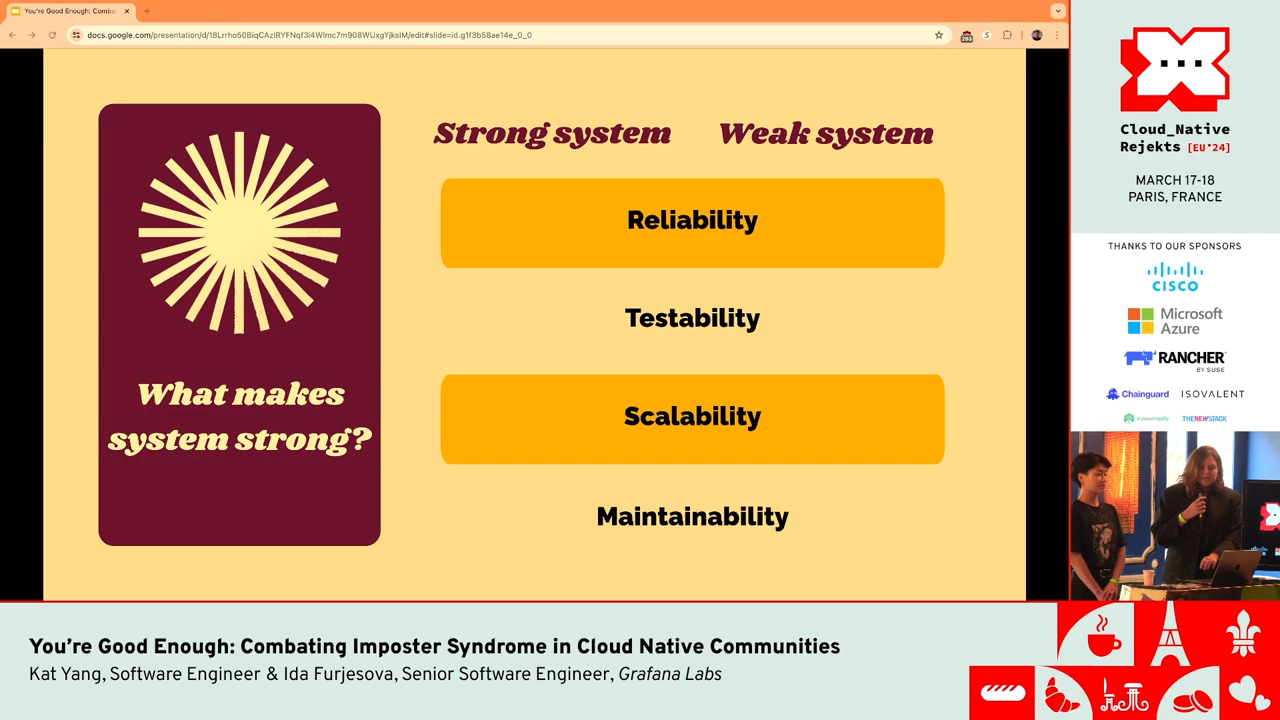 You're Good Enough: Comba
docs.google.com/presentation/d/18Lrrho50BiqCAzIRYFNqf3i4WImc7m908WUxgYjksIM/edit#slide=id.g1f3b58ae14e_0_0
What makes
system strong?
Strong system
Weak system
Reliability
Testability
Scalability
Maintainability
Cloud_Native
Rejekts [EU'24]
MARCH 17-18
PARIS, FRANCE
THANKS TO OUR SPONSORS
CISCO
Microsoft
Azure
RANCHER
BY SUSE
Chainguard
ISOVALENT
Kubesimplify
THENEWSTACK
You're Good Enough: Combating Imposter Syndrome in Cloud Native Communities
Kat Yang, Software Engineer & Ida Furjesova, Senior Software Engineer, Grafana Labs